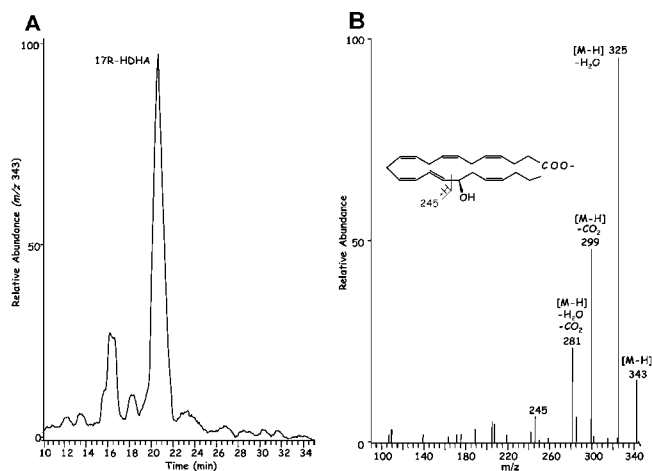 A
100
50
0
Relative Abundance (m/z 343)
17R-HDHA
10 12 14 16 18 20 22 24 26 28 30 32 34
Time (min)
B
100
50
0
Relative Abundance
[M-H] 325
-H₂O
COO-
-H
245
OH
[M-H]
-CO₂
299
[M-H]
-H₂O
-CO₂
281
[M-H]
343
245
100 140 180 220 260 300 340
m/z